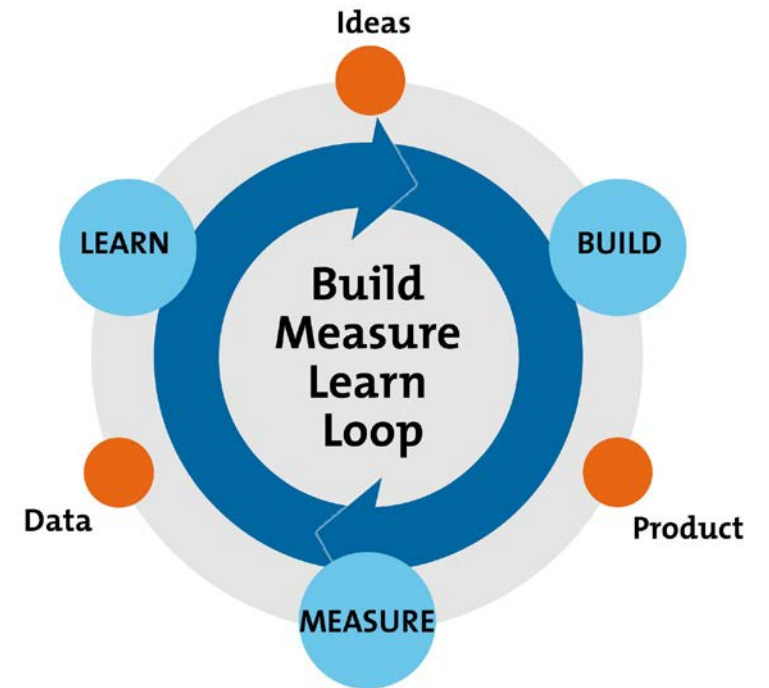 Ideas
LEARN
BUILD
Build
Measure
Learn
Loop
Data
Product
MEASURE